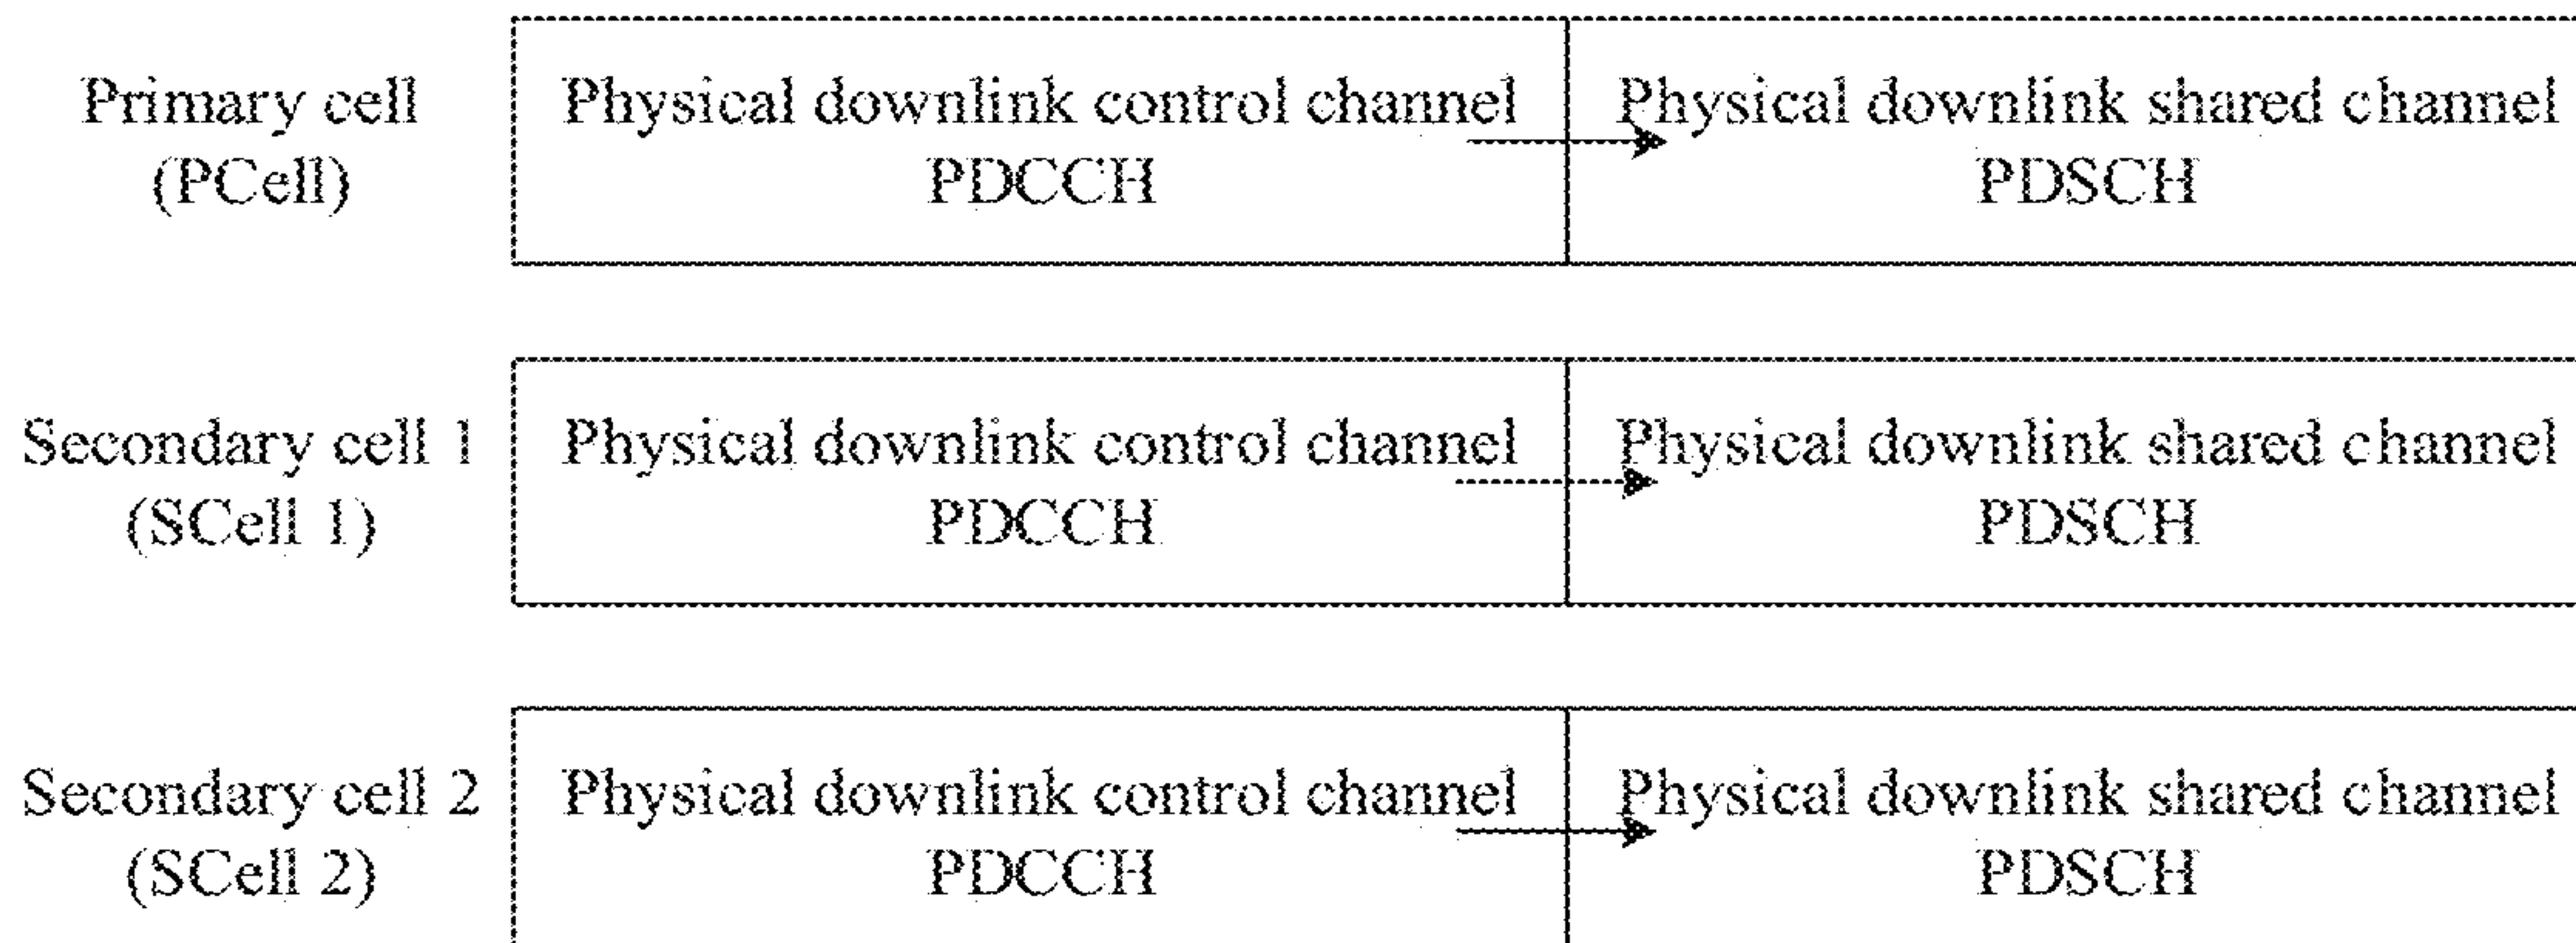 Primary cell
(PCell)
Physical downlink control channel
PDCCH
Physical downlink shared channel
PDSCH
Secondary cell 1
(SCell 1)
Physical downlink control channel
PDCCH
Physical downlink shared channel
PDSCH
Secondary cell 2
(SCell 2)
Physical downlink control channel
PDCCH
Physical downlink shared channel
PDSCH